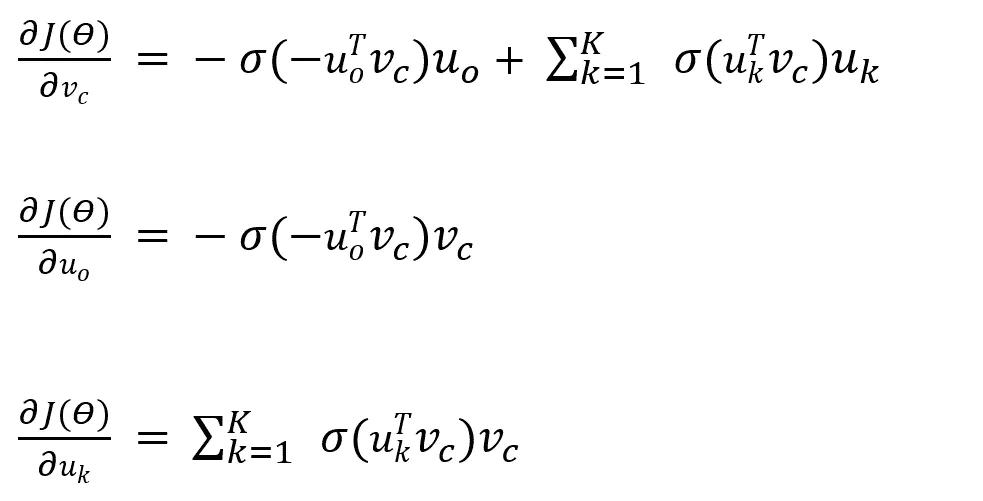 ∂J(Θ)/∂v_c = − σ(−u_o^T v_c)u_o + ∑_{k=1}^{K} σ(u_k^T v_c)u_k
∂J(Θ)/∂u_o = − σ(−u_o^T v_c)v_c
∂J(Θ)/∂u_k = ∑_{k=1}^{K} σ(u_k^T v_c)v_c